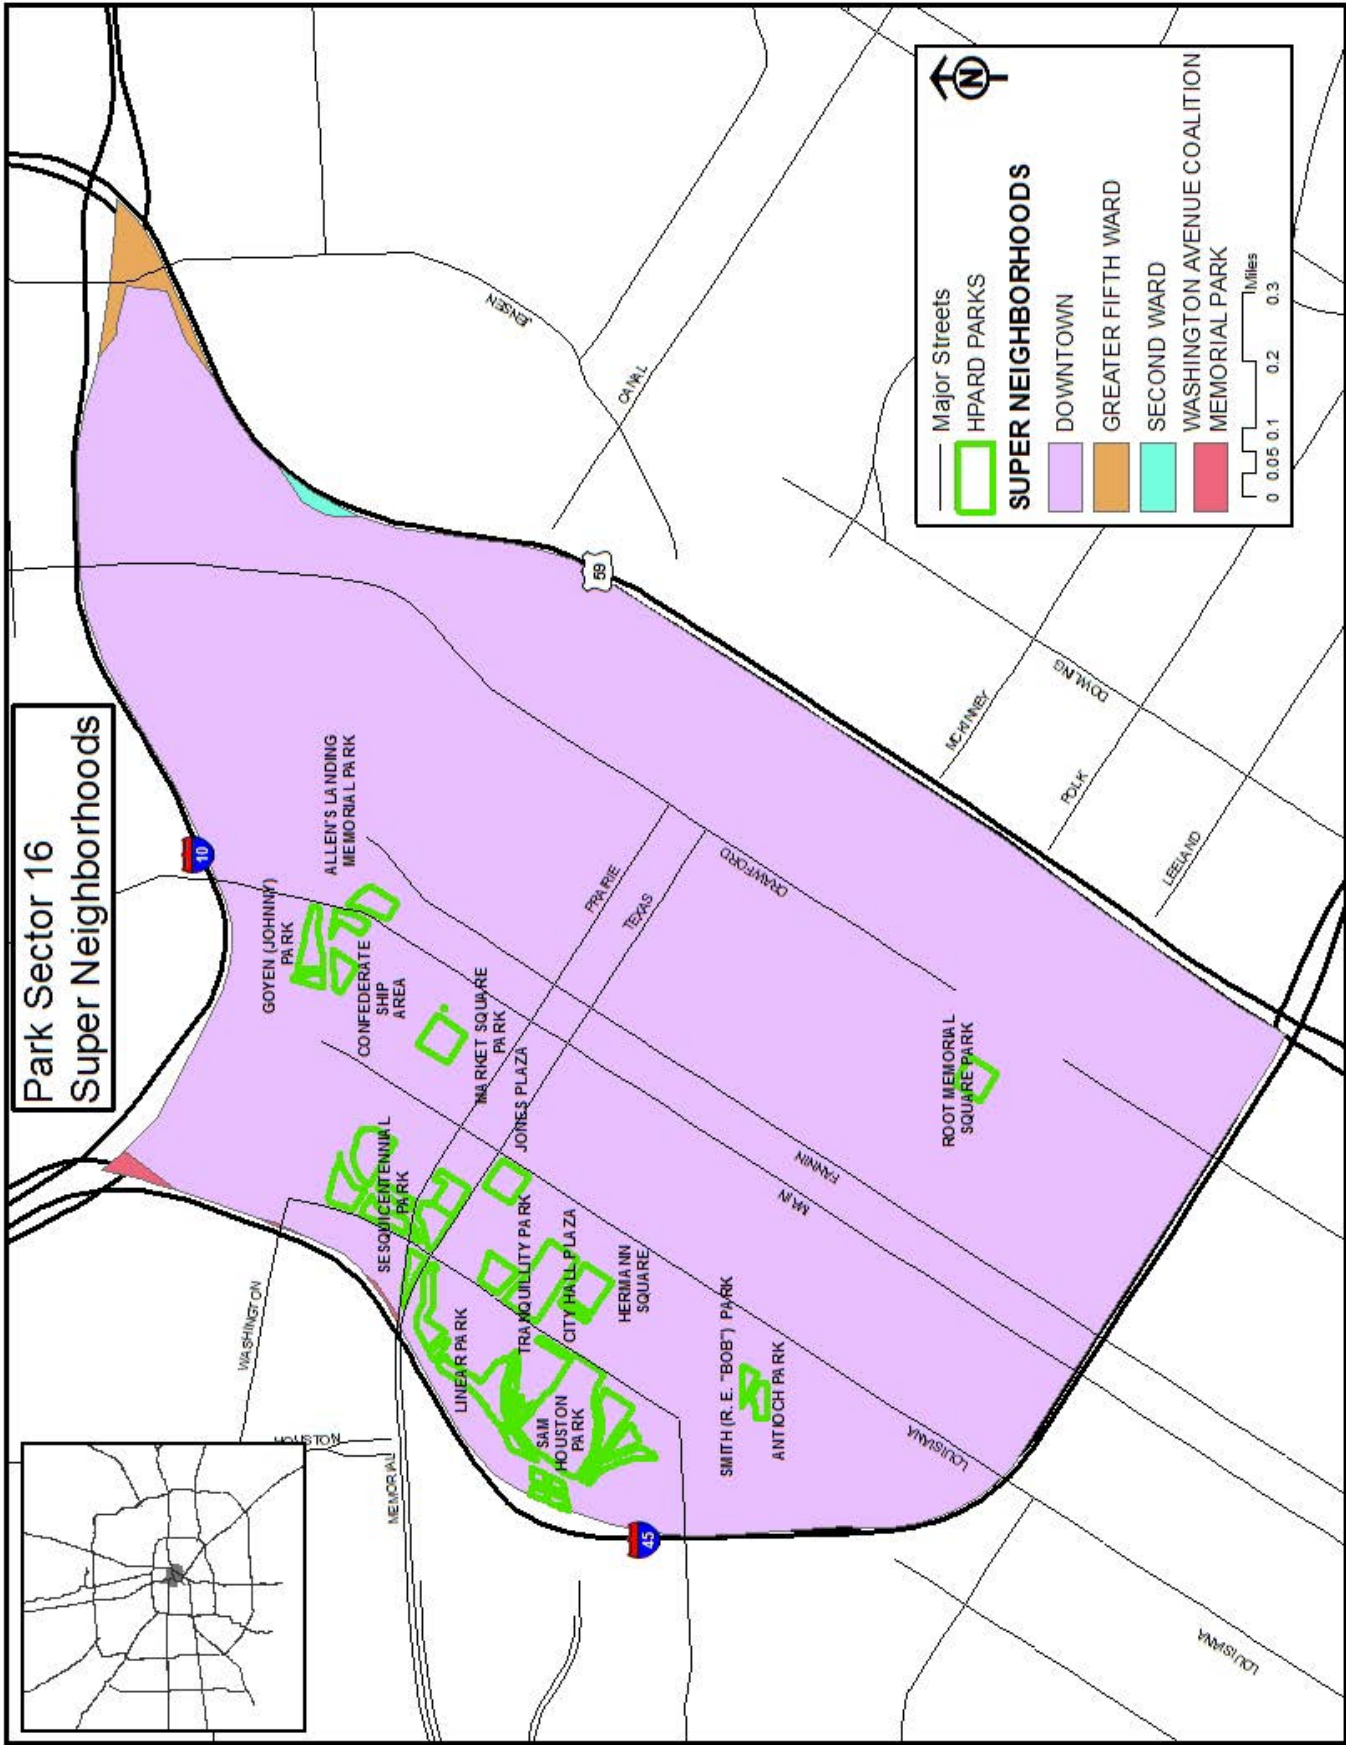 Park Sector 16
Super Neighborhoods
10
ALLEN'S LANDING
MEMORIAL PARK
GOYEN (JOHNNY)
PARK
CONFEDERATE
SHIP
AREA
MARKET SQUARE
PARK
JONES PLAZA
SESQUICENTENNIAL
PARK
TRANQUILLITY PARK
CITY HALL PLAZA
HERMANN
SQUARE
LINEAR PARK
SAM
HOUSTON
PARK
SMITH (R. E. "BOB") PARK
ANTIOCH PARK
ROOT MEMORIAL
SQUARE PARK
WASHINGTON
HOUSTON
MEMORIAL
45
59
PRAIRIE
TEXAS
CRAWFORD
FANNIN
MAIN
LOUISIANA
LOUISIANA
JENSEN
CANAL
MCKINNEY
DOWLING
POLK
LEELAND
N
Major Streets
HPARD PARKS
SUPER NEIGHBORHOODS
DOWNTOWN
GREATER FIFTH WARD
SECOND WARD
WASHINGTON AVENUE COALITION
MEMORIAL PARK
Miles
0 0.05 0.1 0.2 0.3